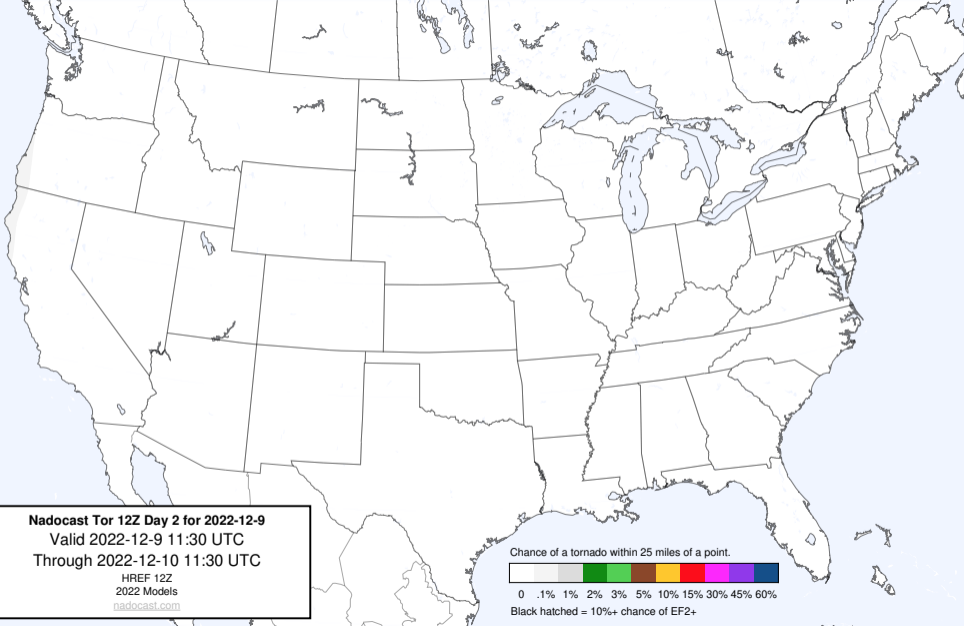 Nadocast Tor 12Z Day 2 for 2022-12-9
Valid 2022-12-9 11:30 UTC
Through 2022-12-10 11:30 UTC
HREF 12Z
2022 Models
nadocast.com
Chance of a tornado within 25 miles of a point.
0 .1% 1% 2% 3% 5% 10% 15% 30% 45% 60%
Black hatched = 10%+ chance of EF2+